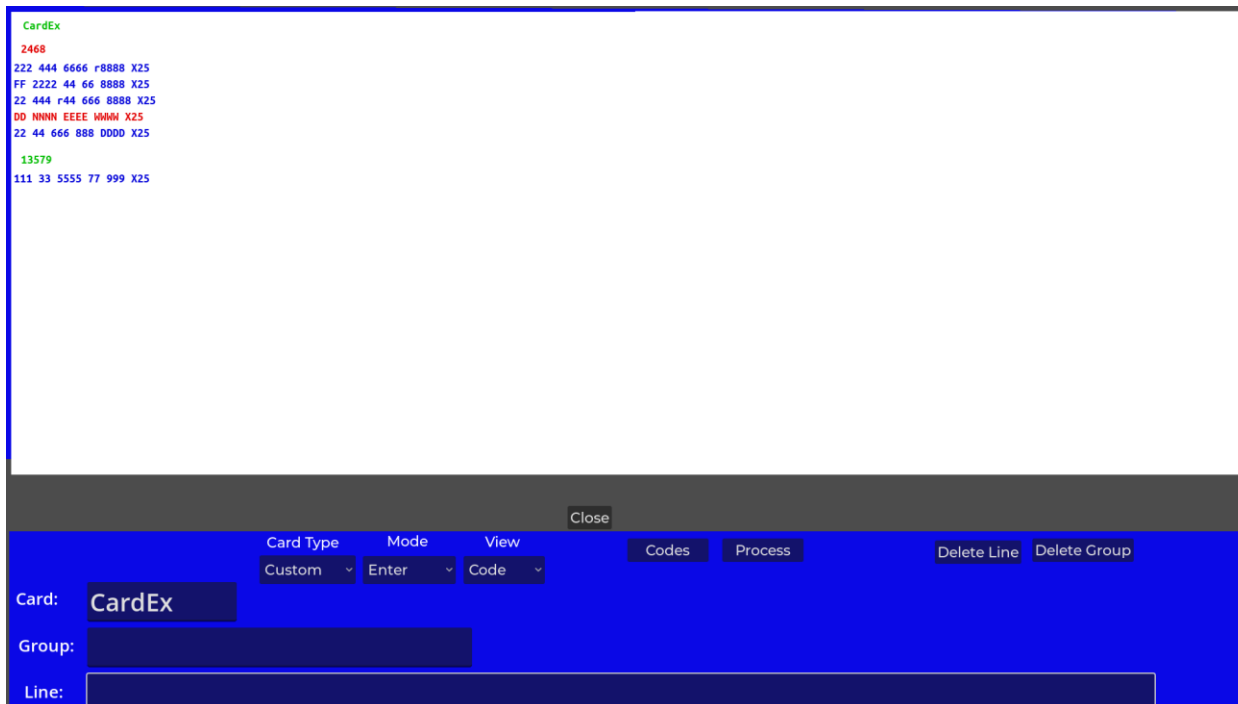 CardEx
2468
222 444 6666 r8888 X25
FF 2222 44 66 8888 X25
22 444 r44 666 8888 X25
DD NNNN EEEE WWWW X25
22 44 666 888 DDDD X25
13579
111 33 5555 77 999 X25
Close
Card Type Mode View
Codes Process Delete Line Delete Group
Custom Enter Code
Card: CardEx
Group:
Line: